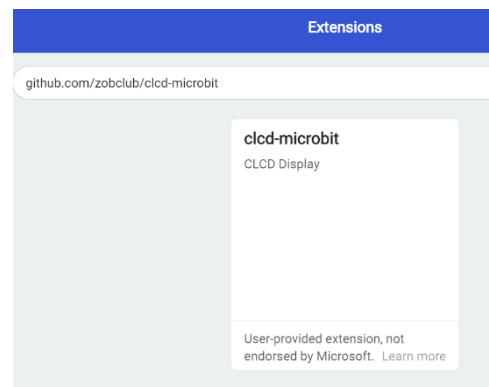 Extensions
github.com/zobclub/clcd-microbit
clcd-microbit
CLCD Display
User-provided extension, not
endorsed by Microsoft. Learn more